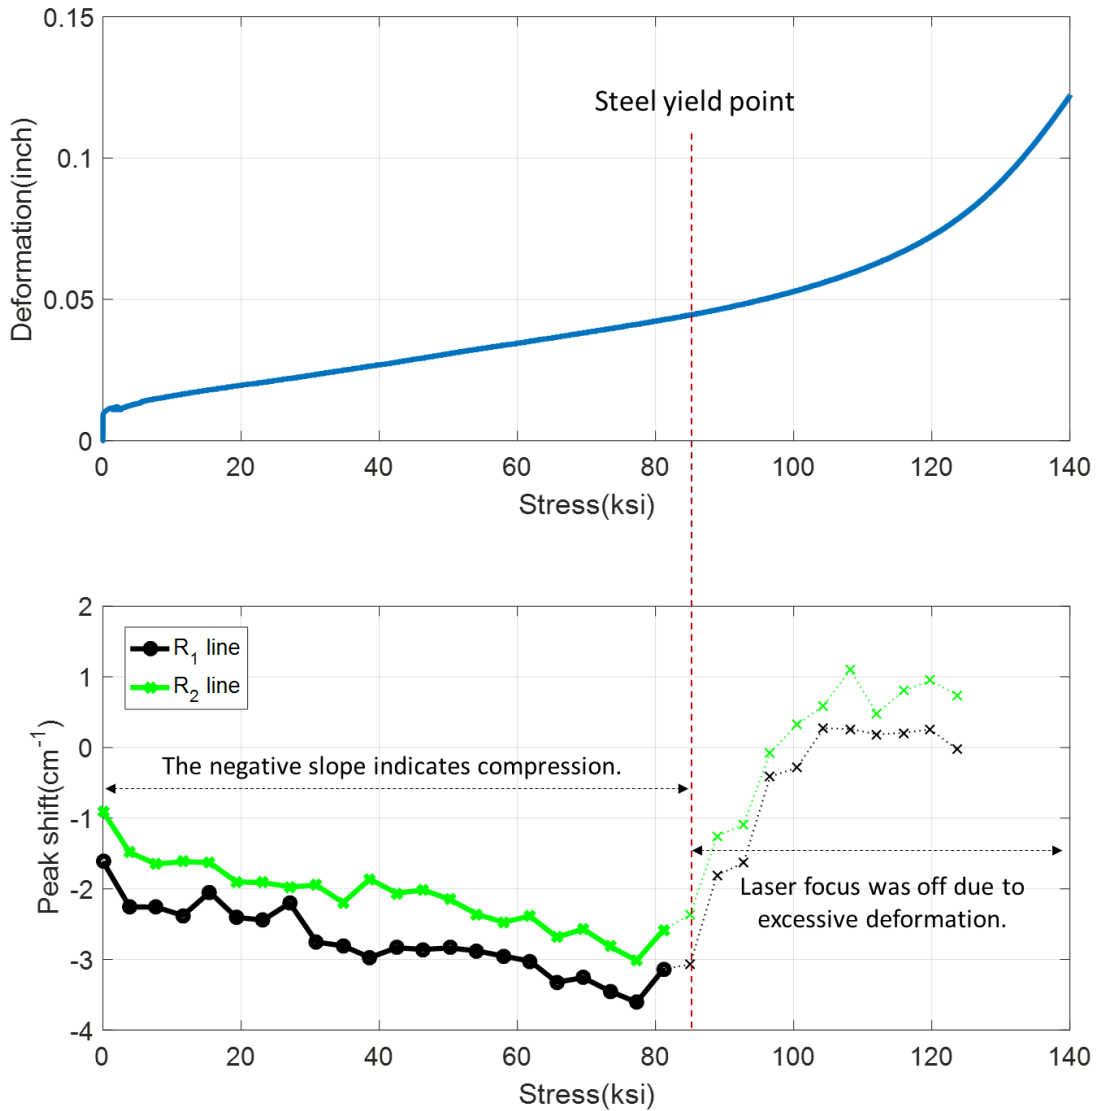 0.15
0.1
0.05
0
Deformation(inch)
Steel yield point
0 20 40 60 80 100 120 140
Stress(ksi)
2
1
0
-1
-2
-3
-4
Peak shift(cm⁻¹)
R₁ line
R₂ line
The negative slope indicates compression.
Laser focus was off due to
excessive deformation.
0 20 40 60 80 100 120 140
Stress(ksi)